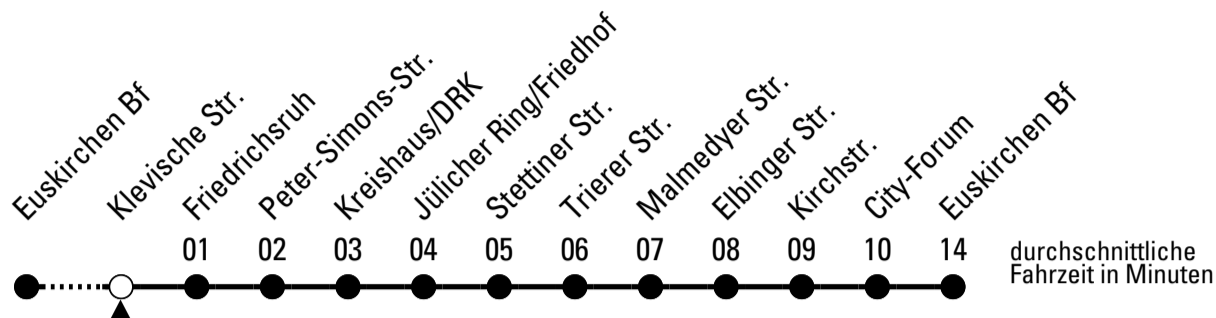 Euskirchen Bf
Klevische Str.
Friedrichsruh
Peter-Simons-Str.
Kreishaus/DRK
Jülicher Ring/Friedhof
Stettiner Str.
Trierer Str.
Malmedyer Str.
Elbinger Str.
Kirchstr.
City-Forum
Euskirchen Bf
01 02 03 04 05 06 07 08 09 10 14
durchschnittliche
Fahrzeit in Minuten